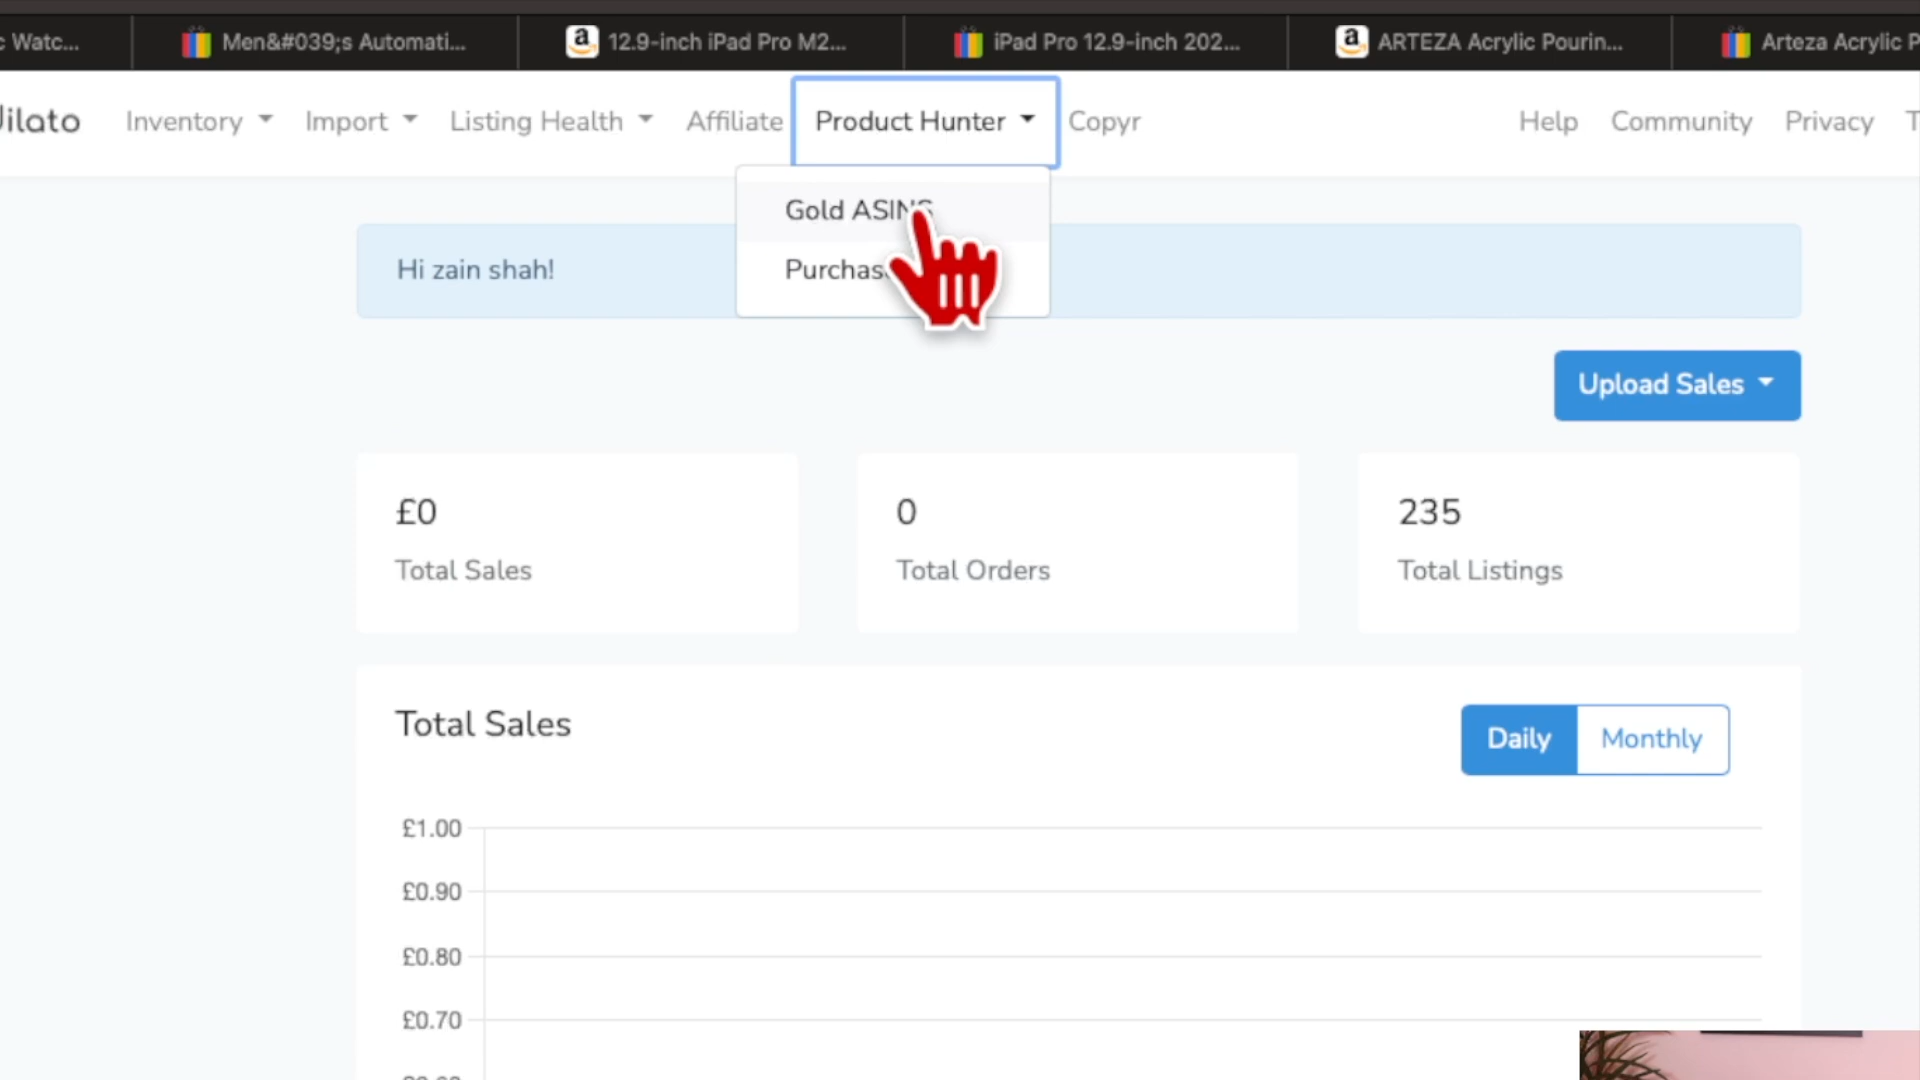 Watc...
Men&#039;s Automati...
12.9-inch iPad Pro M2...
iPad Pro 12.9-inch 202...
ARTEZA Acrylic Pourin...
Arteza Acrylic P
Inventory
Import
Listing Health
Affiliate
Product Hunter
Copyr
Help
Community
Privacy
Gold ASINS
Hi zain shah!
Upload Sales
£0
Total Sales
0
Total Orders
235
Total Listings
Total Sales
Daily
Monthly
£1.00
£0.90
£0.80
£0.70